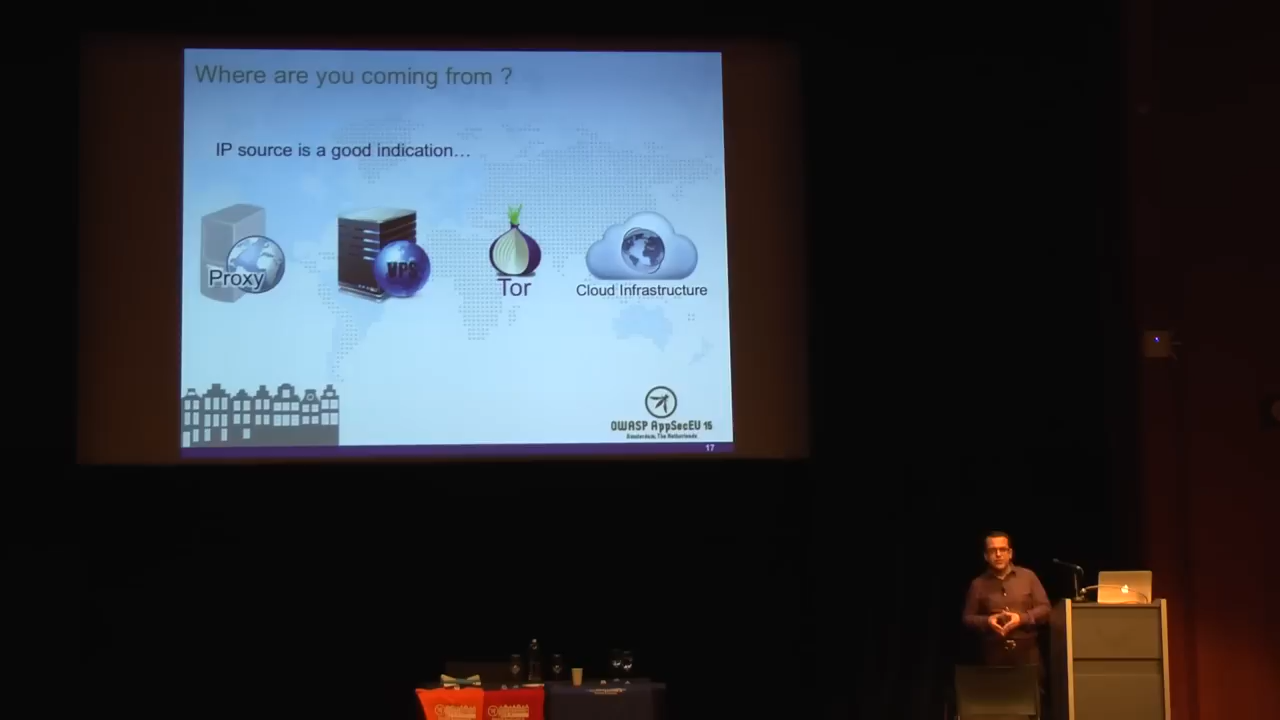 Where are you coming from ?
IP source is a good indication…
Proxy
VPS
Tor
Cloud Infrastructure
OWASP AppSecEU 15
Amsterdam, The Netherlands
17